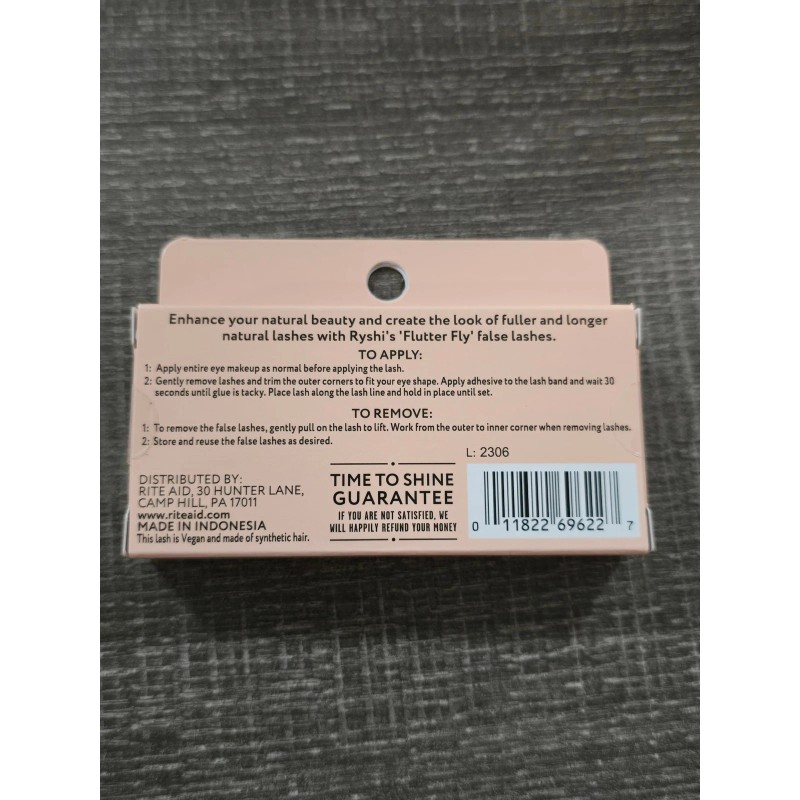 Enhance your natural beauty and create the look of fuller and longer
natural lashes with Ryshi's 'Flutter Fly' false lashes.
TO APPLY:
1: Apply entire eye makeup as normal before applying the lash.
2: Gently remove lashes and trim the outer corners to fit your eye shape. Apply adhesive to the lash band and wait 30
seconds until glue is tacky. Place lash along the lash line and hold in place until set.
TO REMOVE:
1: To remove the false lashes, gently pull on the lash to lift. Work from the outer to inner corner when removing lashes.
2: Store and reuse the false lashes as desired.
L: 2306
DISTRIBUTED BY:
RITE AID, 30 HUNTER LANE,
CAMP HILL, PA 17011
www.riteaid.com
MADE IN INDONESIA
This lash is Vegan and made of synthetic hair.
TIME TO SHINE
GUARANTEE
IF YOU ARE NOT SATISFIED, WE
WILL HAPPILY REFUND YOUR MONEY
0 11822 69622 7